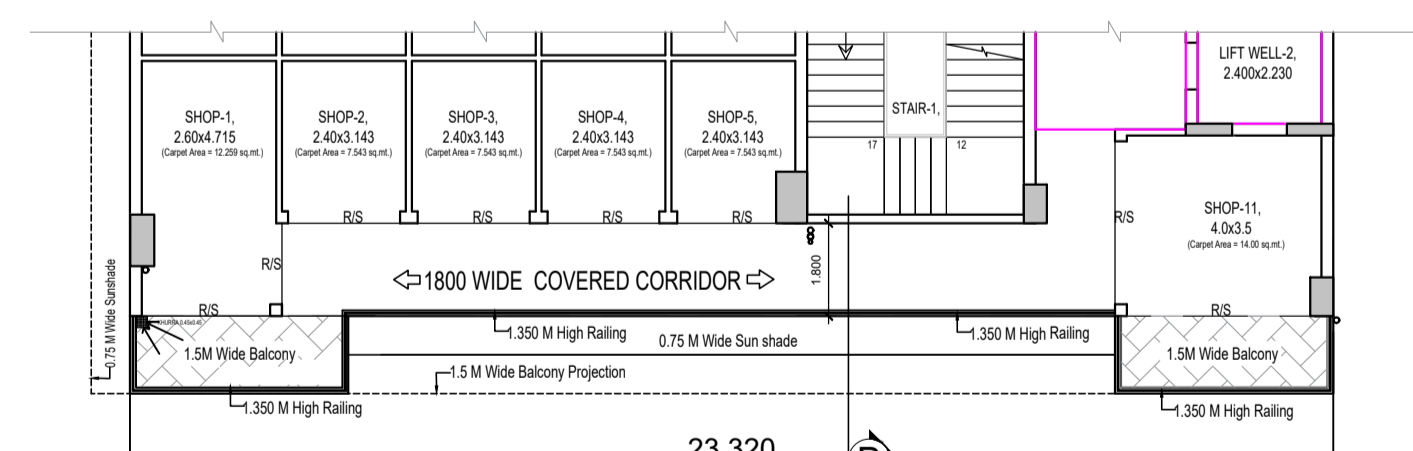 LIFT WELL-2,
2.400x2.230
SHOP-1,
2.60x4.715
(Carpet Area = 12.259 sq.mt.)
SHOP-2,
2.40x3.143
(Carpet Area = 7.543 sq.mt.)
SHOP-3,
2.40x3.143
(Carpet Area = 7.543 sq.mt.)
SHOP-4,
2.40x3.143
(Carpet Area = 7.543 sq.mt.)
SHOP-5,
2.40x3.143
(Carpet Area = 7.543 sq.mt.)
STAIR-1,
17
12
R/S
R/S
R/S
R/S
R/S
SHOP-11,
4.0x3.5
(Carpet Area = 14.00 sq.mt.)
R/S
1800 WIDE COVERED CORRIDOR
1.800
0.75 M Wide Sunshade
R/S
R/S
KHURRA 0.45x0.45
1.350 M High Railing
1.350 M High Railing
0.75 M Wide Sun shade
1.5M Wide Balcony
1.5M Wide Balcony
1.5 M Wide Balcony Projection
1.350 M High Railing
1.350 M High Railing
23.320